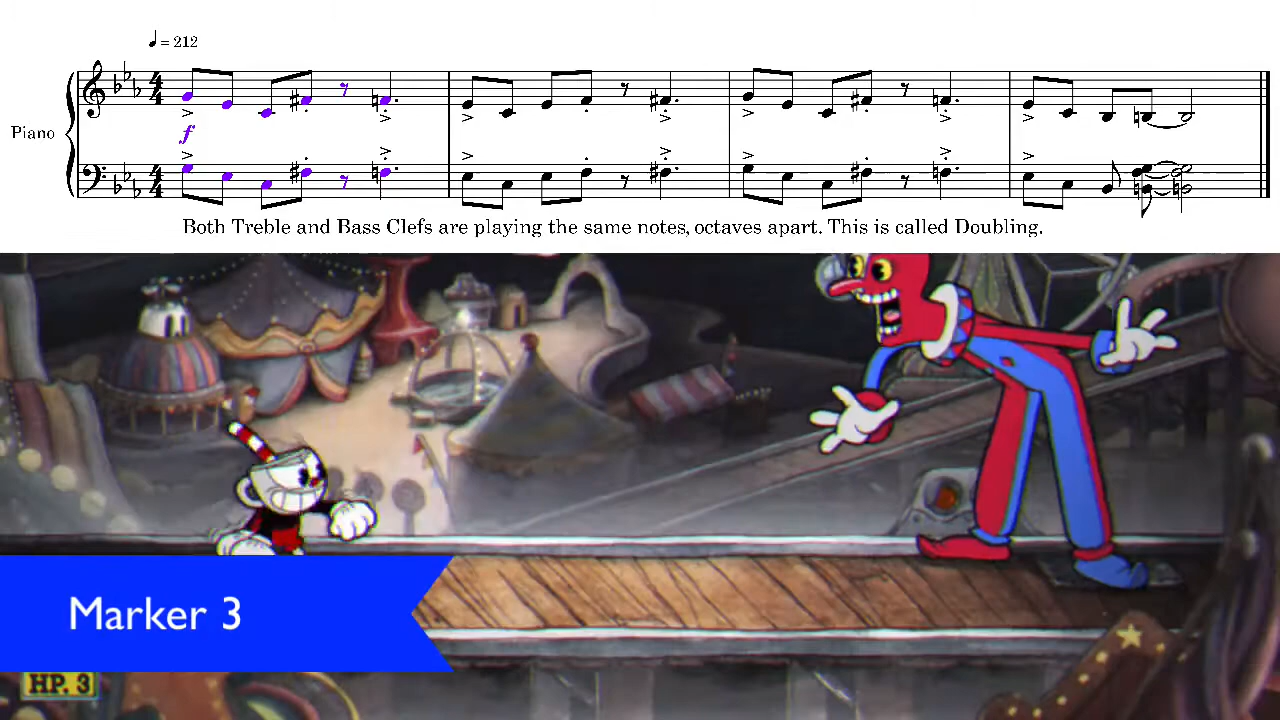 ♩ = 212
Piano
f
Both Treble and Bass Clefs are playing the same notes, octaves apart. This is called Doubling.
Marker 3
HP. 3